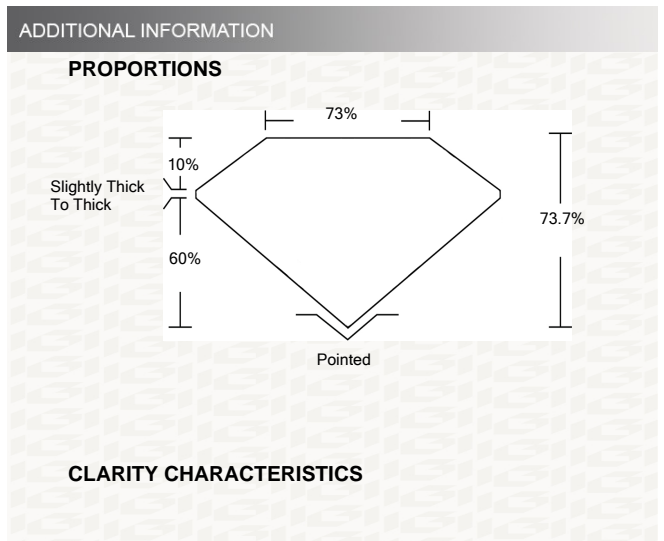 ADDITIONAL INFORMATION
PROPORTIONS
73%
10%
Slightly Thick
To Thick
73.7%
60%
Pointed
CLARITY CHARACTERISTICS